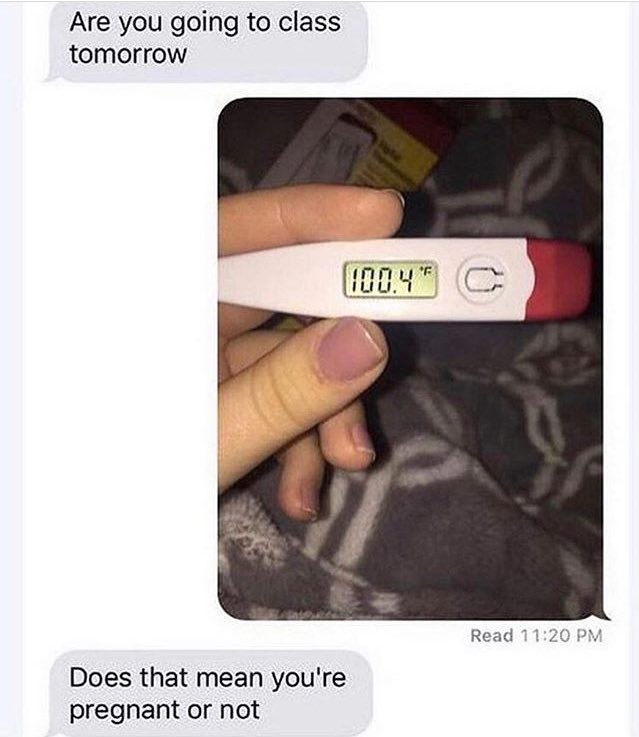 Are you going to class
tomorrow
100.4 °F
Read 11:20 PM
Does that mean you're
pregnant or not